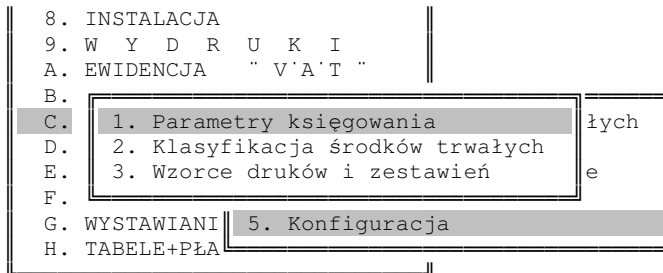 8. INSTALACJA
9. W Y D R U K I
A. EWIDENCJA ¨ V˙A˙T ¨
B.
C. 1. Parametry księgowania łych
D. 2. Klasyfikacja środków trwałych
E. 3. Wzorce druków i zestawień e
F.
G. WYSTAWIANI 5. Konfiguracja
H. TABELE+PŁA